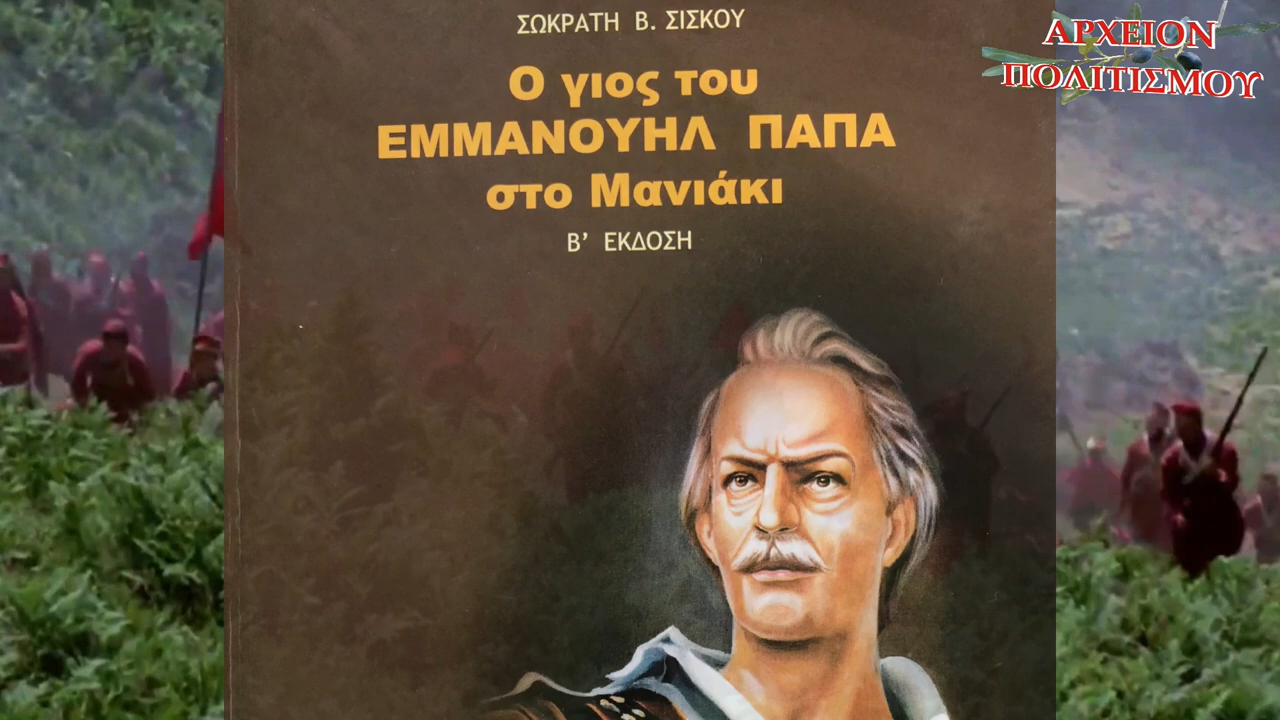 ΣΩΚΡΑΤΗ Β. ΣΙΣΚΟΥ
Ο γιος του
ΕΜΜΑΝΟΥΗΛ ΠΑΠΑ
στο Μανιάκι
Β' ΕΚΔΟΣΗ
ΑΡΧΕΙΟΝ
ΠΟΛΙΤΙΣΜΟΥ